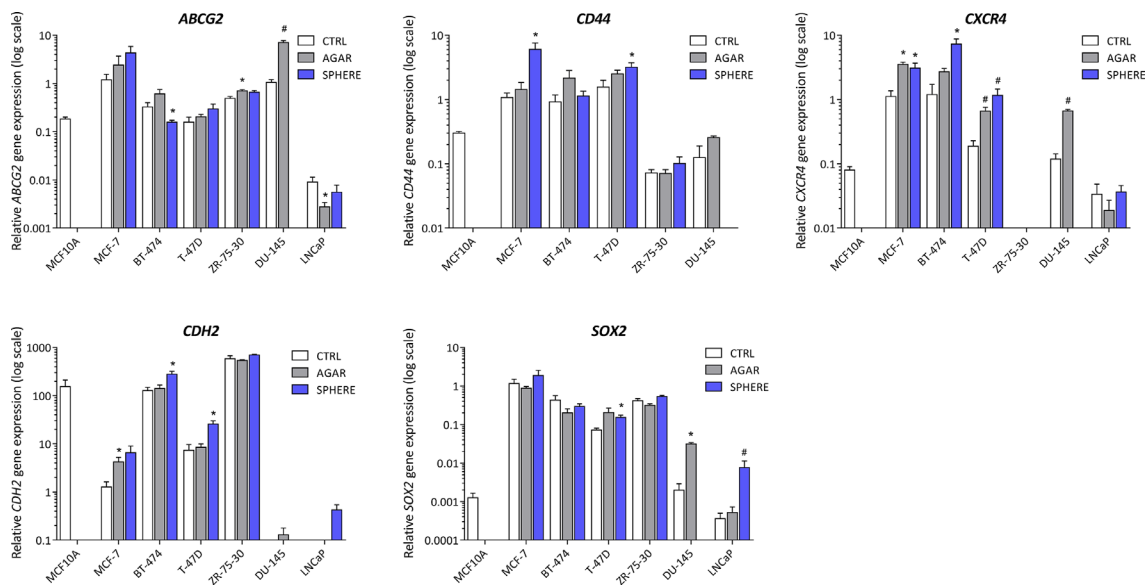 ABCG2
Relative ABCG2 gene expression (log scale)
10
1
0.1
0.01
0.001
* * # *
CTRL
AGAR
SPHERE
MCF10A
MCF-7
BT-474
T-47D
ZR-75-30
DU-145
LNCaP
CD44
Relative CD44 gene expression (log scale)
10
1
0.1
0.01
* *
CTRL
AGAR
SPHERE
MCF10A
MCF-7
BT-474
T-47D
ZR-75-30
DU-145
CXCR4
Relative CXCR4 gene expression (log scale)
10
1
0.1
0.01
* * * # # #
CTRL
AGAR
SPHERE
MCF10A
MCF-7
BT-474
T-47D
ZR-75-30
DU-145
LNCaP
CDH2
Relative CDH2 gene expression (log scale)
1000
100
10
1
0.1
* * *
CTRL
AGAR
SPHERE
MCF10A
MCF-7
BT-474
T-47D
ZR-75-30
DU-145
LNCaP
SOX2
Relative SOX2 gene expression (log scale)
10
1
0.1
0.01
0.001
0.0001
* * #
CTRL
AGAR
SPHERE
MCF10A
MCF-7
BT-474
T-47D
ZR-75-30
DU-145
LNCaP